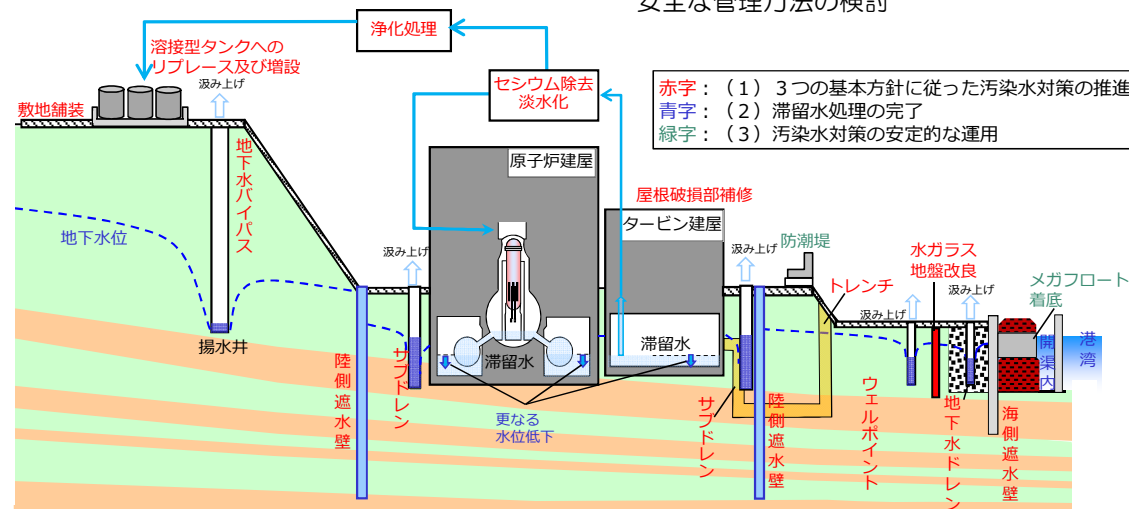 安全な管理方法の検討
浄化処理
溶接型タンクへの
リプレース及び増設
汲み上げ
敷地舗装
セシウム除去
淡水化
赤字：（１）３つの基本方針に従った汚染水対策の推進
青字：（２）滞留水処理の完了
緑字：（３）汚染水対策の安定的な運用
地下水バイパス
原子炉建屋
屋根破損部補修
タービン建屋
地下水位
汲み上げ
汲み上げ
防潮堤
水ガラス
地盤改良
トレンチ
汲み上げ
汲み上げ
メガフロート
着底
揚水井
滞留水
滞留水
開渠内
港湾
陸側遮水壁
サブドレン
更なる
水位低下
サブドレン
陸側遮水壁
ウェルポイント
地下水ドレン
海側遮水壁